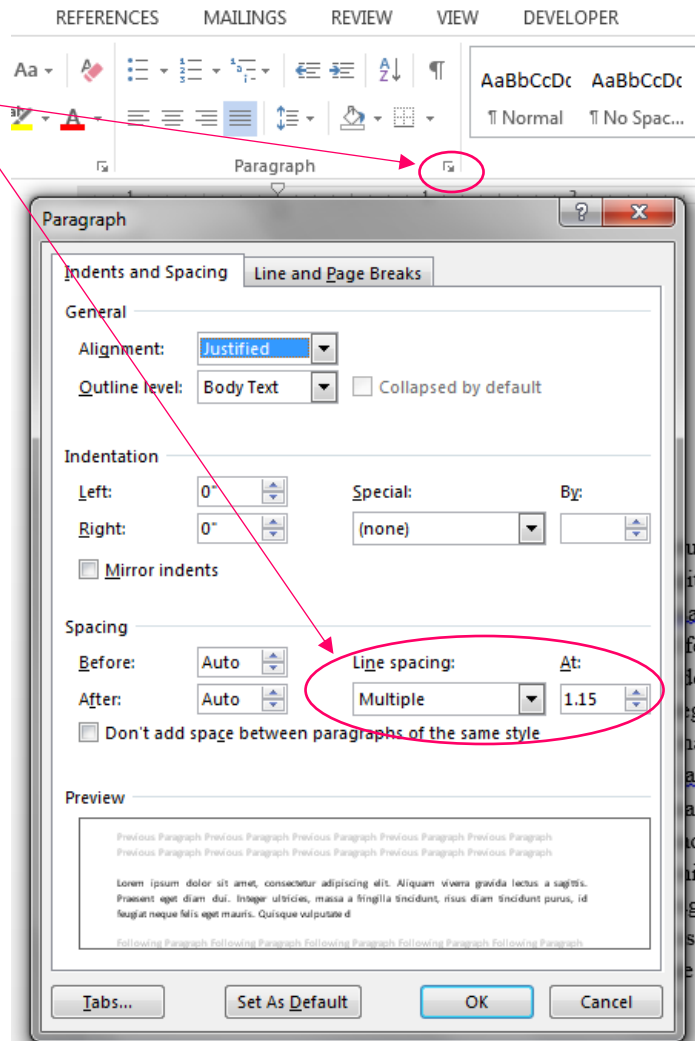 REFERENCES MAILINGS REVIEW VIEW DEVELOPER
Aa AaBbCcDc AaBbCcDc
¶ Normal ¶ No Spac...
Paragraph
Paragraph
Indents and Spacing Line and Page Breaks
General
Alignment: Justified
Outline level: Body Text Collapsed by default
Indentation
Left: 0" Special: By:
Right: 0" (none)
Mirror indents
Spacing
Before: Auto Line spacing: At:
After: Auto Multiple 1.15
Don't add space between paragraphs of the same style
Preview
Previous Paragraph Previous Paragraph Previous Paragraph Previous Paragraph Previous Paragraph
Previous Paragraph Previous Paragraph Previous Paragraph Previous Paragraph Previous Paragraph
Lorem ipsum dolor sit amet, consectetur adipiscing elit. Aliquam viverra gravida lectus a sagittis.
Praesent eget diam dui. Integer ultricies, massa a fringilla tincidunt, risus diam tincidunt purus, id
feugiat neque felis eget mauris. Quisque vulputate d
Following Paragraph Following Paragraph Following Paragraph Following Paragraph Following Paragraph
Tabs... Set As Default OK Cancel